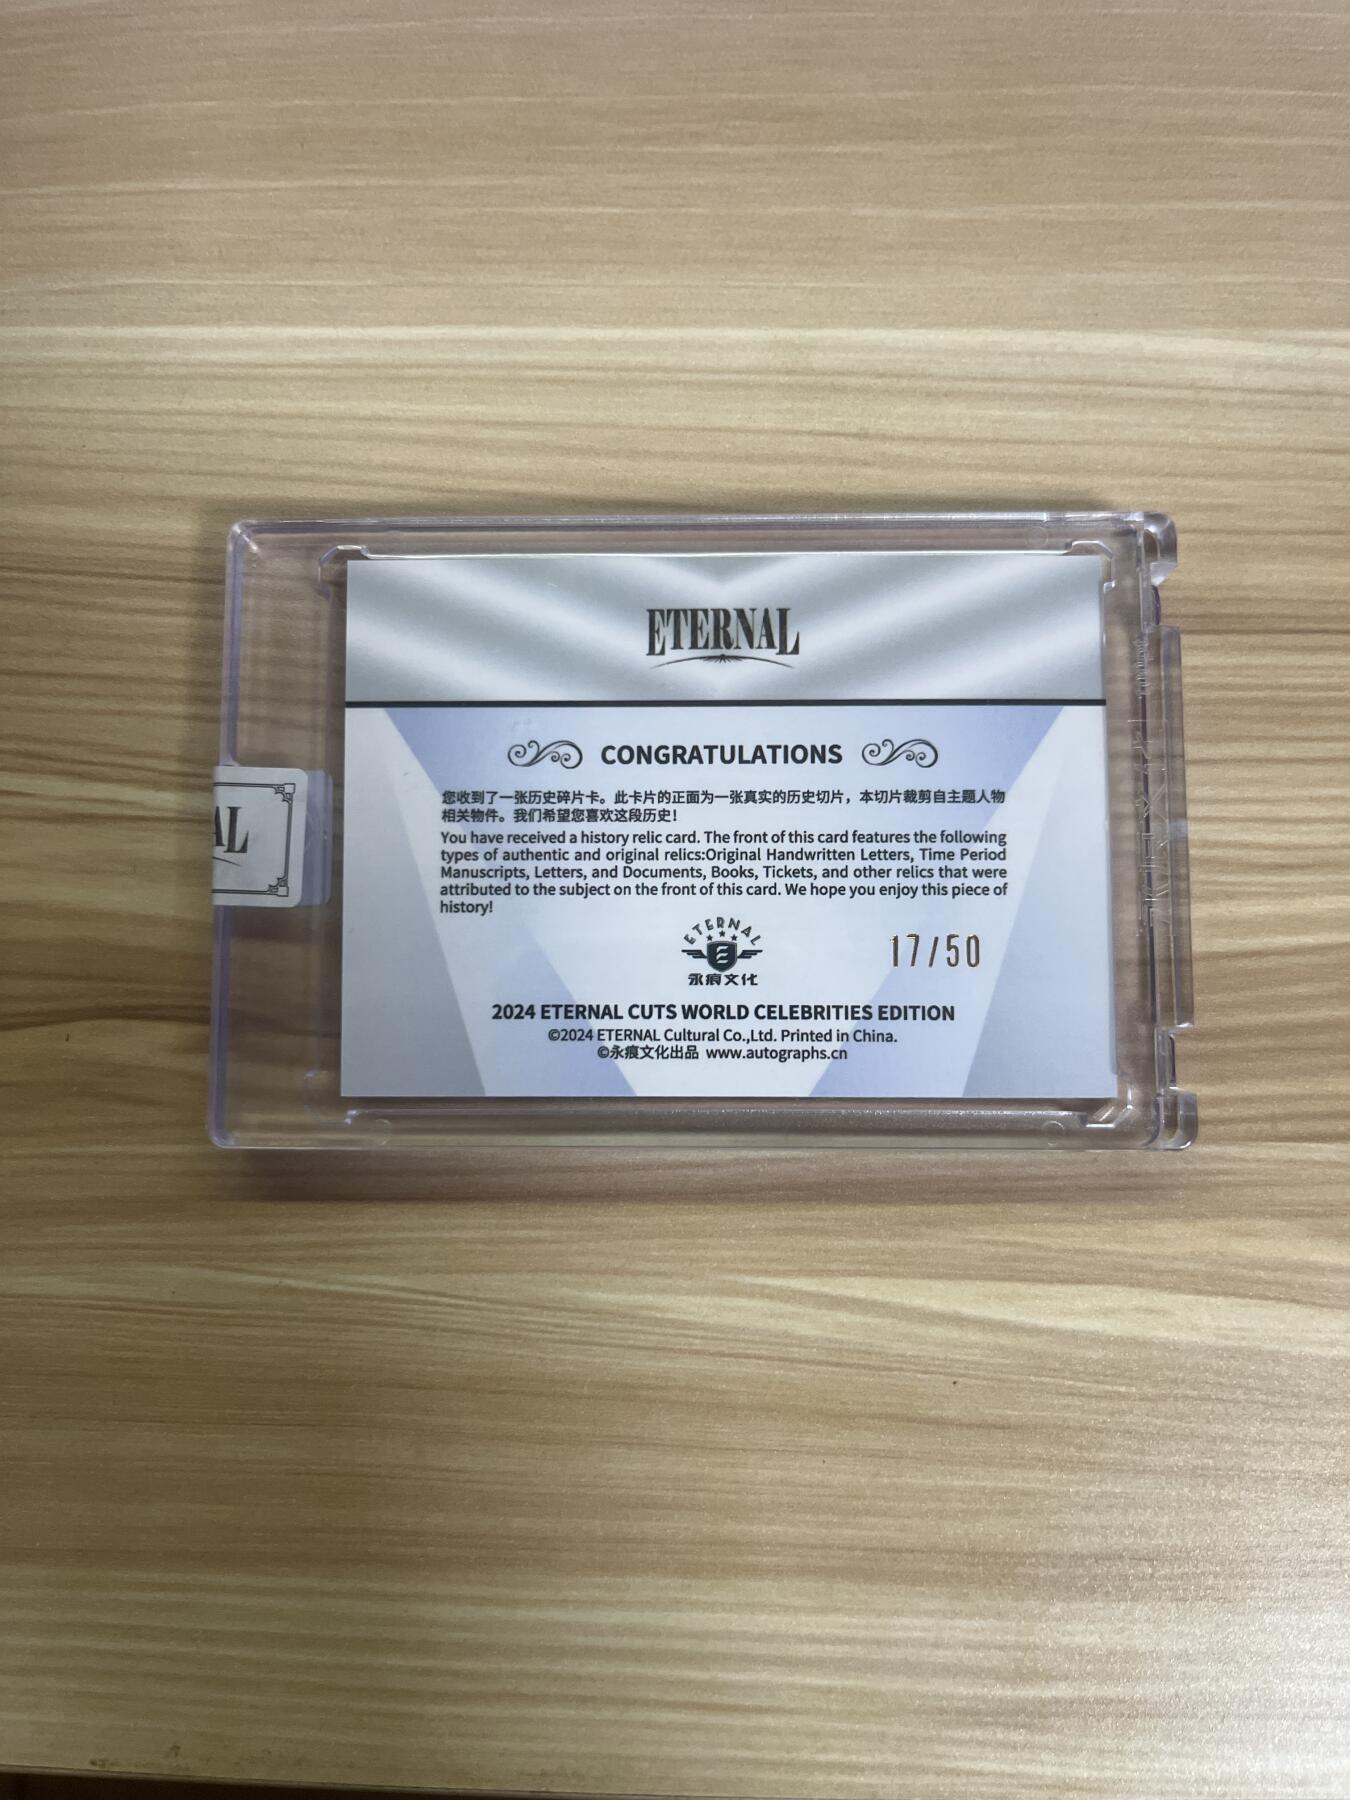 ETERNAL
CONGRATULATIONS
您收到了一张历史碎片卡。此卡片的正面为一张真实的历史切片，本切片裁剪自主题人物
相关物件。我们希望您喜欢这段历史！
You have received a history relic card. The front of this card features the following
types of authentic and original relics:Original Handwritten Letters, Time Period
Manuscripts, Letters, and Documents, Books, Tickets, and other relics that were
attributed to the subject on the front of this card. We hope you enjoy this piece of
history!
AL
ETERNAL
E
永痕文化
17/50
2024 ETERNAL CUTS WORLD CELEBRITIES EDITION
©2024 ETERNAL Cultural Co.,Ltd. Printed in China.
©永痕文化出品 www.autographs.cn